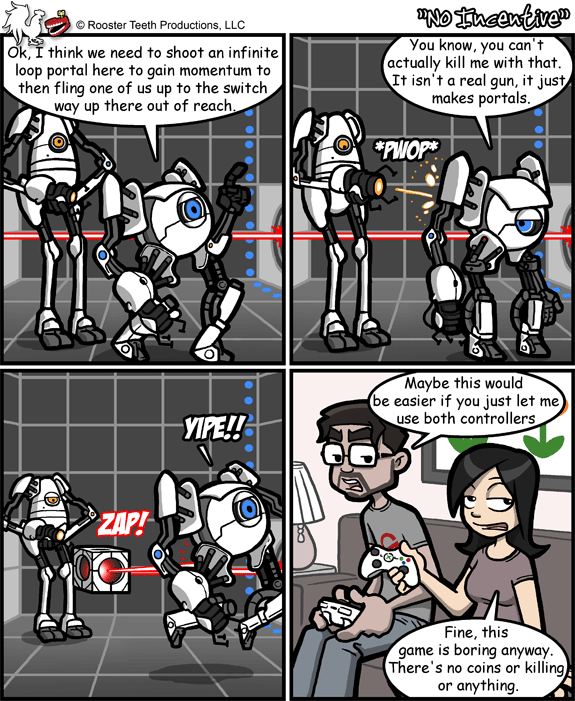 © Rooster Teeth Productions, LLC
"No Incentive"
Ok, I think we need to shoot an infinite
loop portal here to gain momentum to
then fling one of us up to the switch
way up there out of reach.
You know, you can't
actually kill me with that.
It isn't a real gun, it just
makes portals.
*PWOP*
YIPE!!
ZAP!
Maybe this would
be easier if you just let me
use both controllers
Fine, this
game is boring anyway.
There's no coins or killing
or anything.